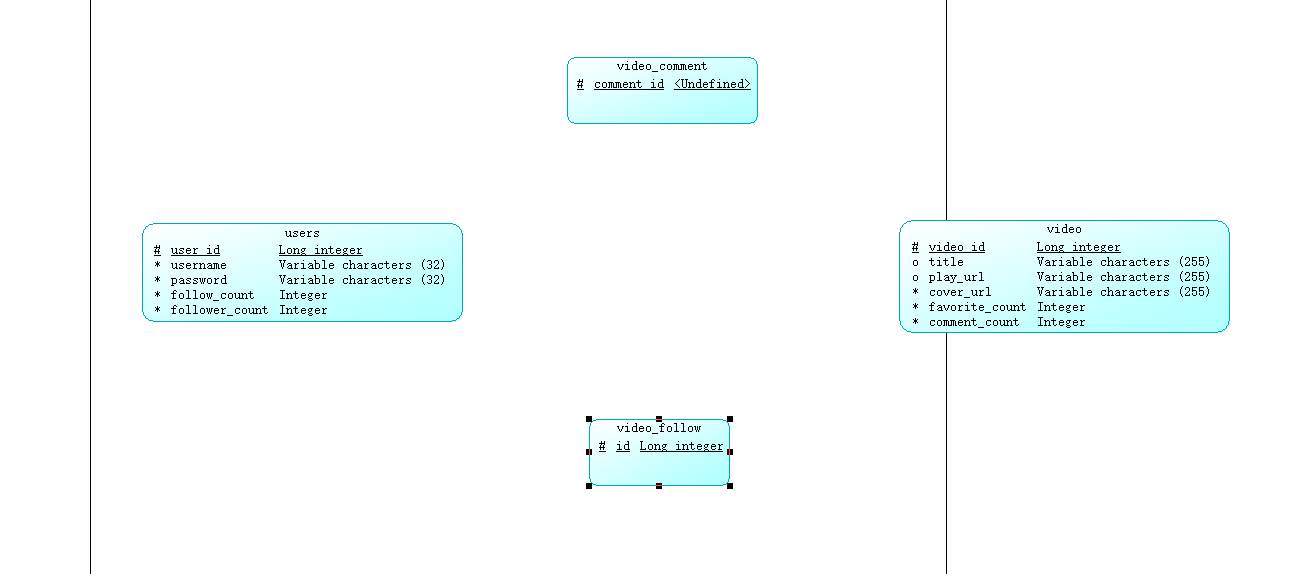 video_comment
# comment_id <Undefined>
users
# user_id Long integer
* username Variable characters (32)
* password Variable characters (32)
* follow_count Integer
* follower_count Integer
video
# video_id Long integer
o title Variable characters (255)
o play_url Variable characters (255)
* cover_url Variable characters (255)
* favorite_count Integer
* comment_count Integer
video_follow
# id Long integer